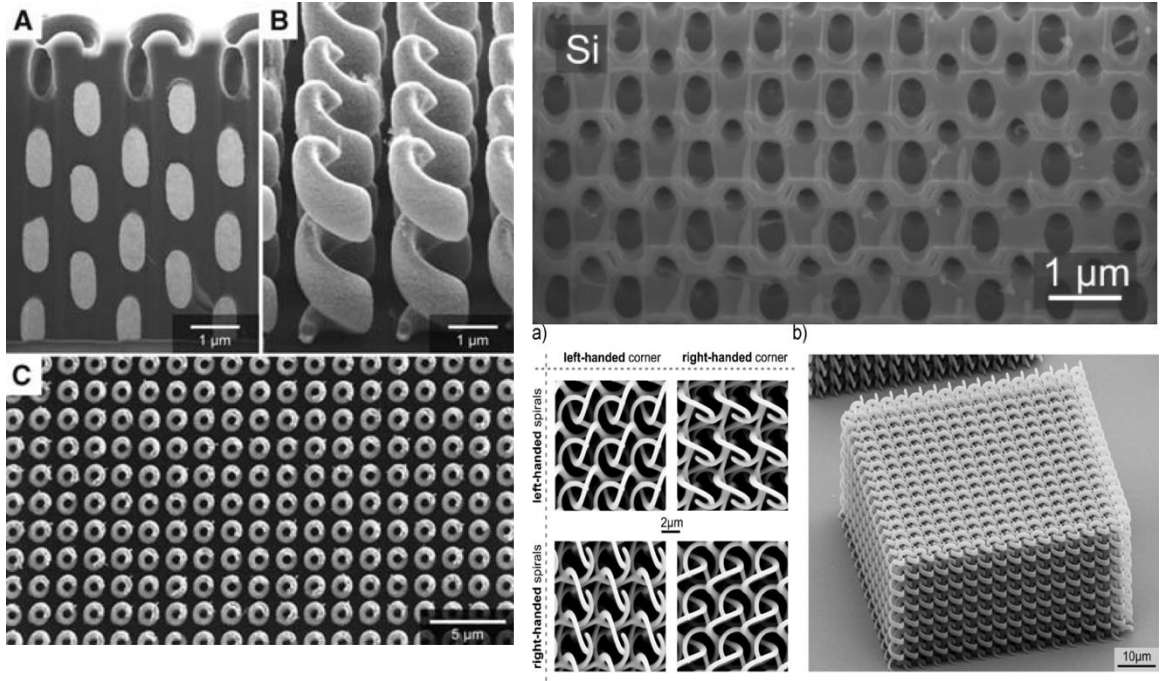 A
1 µm
B
1 µm
C
5 µm
Si
1 µm
a)
left-handed corner
right-handed corner
left-handed spirals
right-handed spirals
2µm
b)
10µm